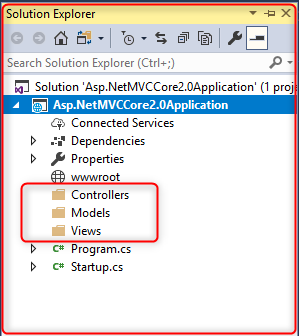 Solution Explorer
Search Solution Explorer (Ctrl+;)
Solution 'Asp.NetMVCCore2.0Application' (1 proj
Asp.NetMVCCore2.0Application
Connected Services
Dependencies
Properties
wwwroot
Controllers
Models
Views
C# Program.cs
C# Startup.cs